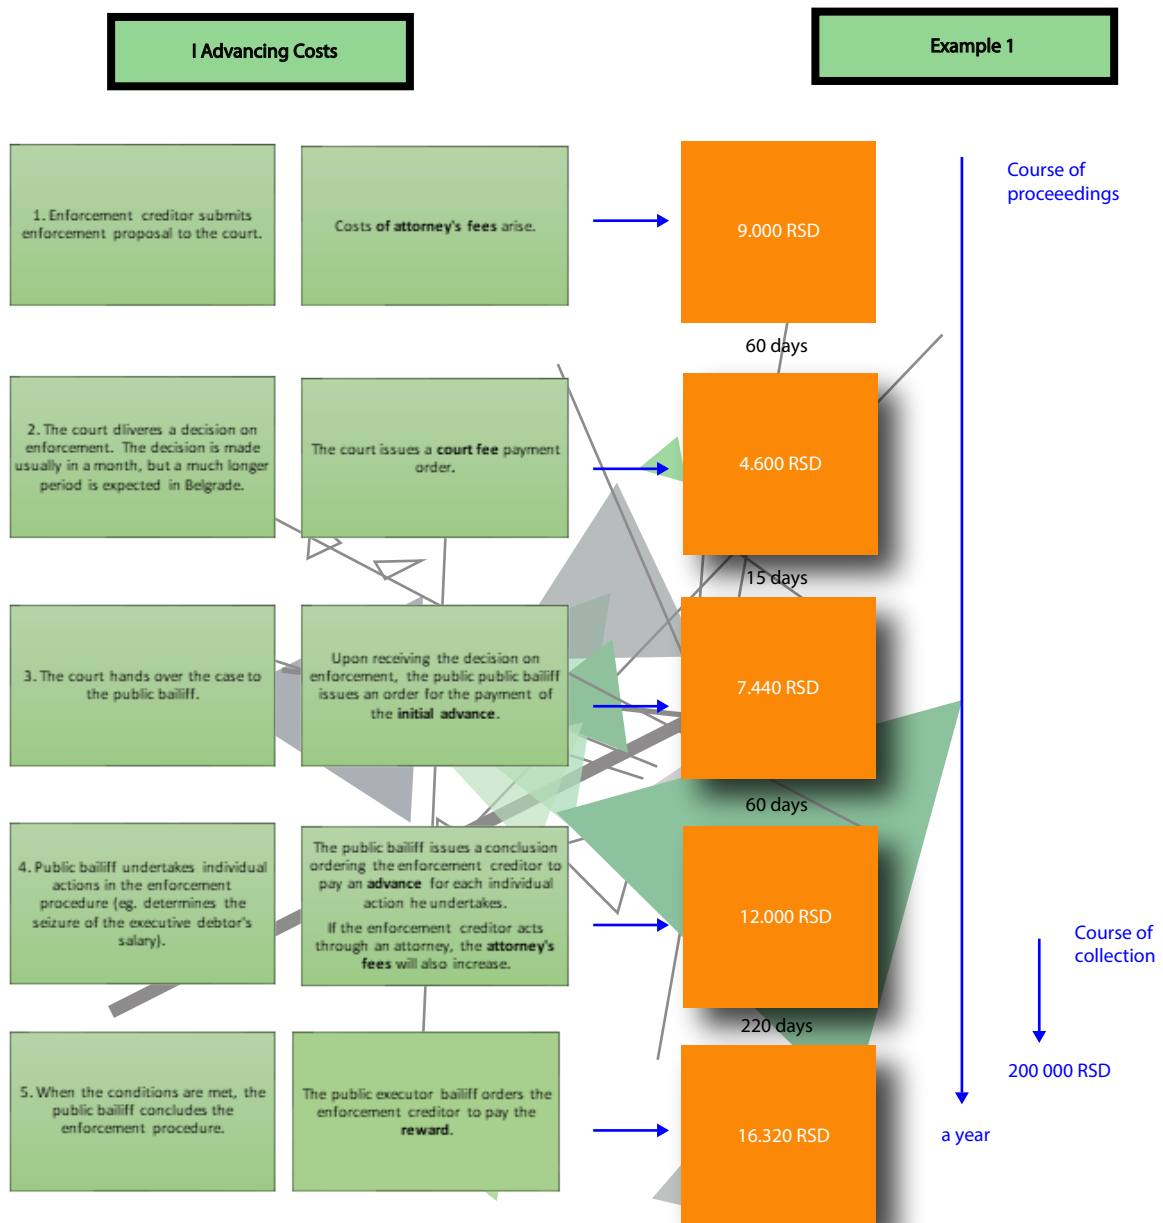 I Advancing Costs
Example 1
1. Enforcement creditor submits
enforcement proposal to the court.
Costs of attorney's fees arise.
9.000 RSD
Course of
proceeedings
60 days
2. The court dliveres a decision on
enforcement. The decision is made
usually in a month, but a much longer
period is expected in Belgrade.
The court issues a court fee payment
order.
4.600 RSD
15 days
3. The court hands over the case to
the public bailiff.
Upon receiving the decision on
enforcement, the public public bailiff
issues an order for the payment of
the initial advance.
7.440 RSD
60 days
4. Public bailiff undertakes individual
actions in the enforcement
procedure (eg. determines the
seizure of the executive debtor's
salary).
The public bailiff issues a conclusion
ordering the enforcement creditor to
pay an advance for each individual
action he undertakes.
If the enforcement creditor acts
through an attorney, the attorney's
fees will also increase.
12.000 RSD
Course of
collection
220 days
200 000 RSD
5. When the conditions are met, the
public bailiff concludes the
enforcement procedure.
The public executor bailiff orders the
enforcement creditor to pay the
reward.
16.320 RSD
a year